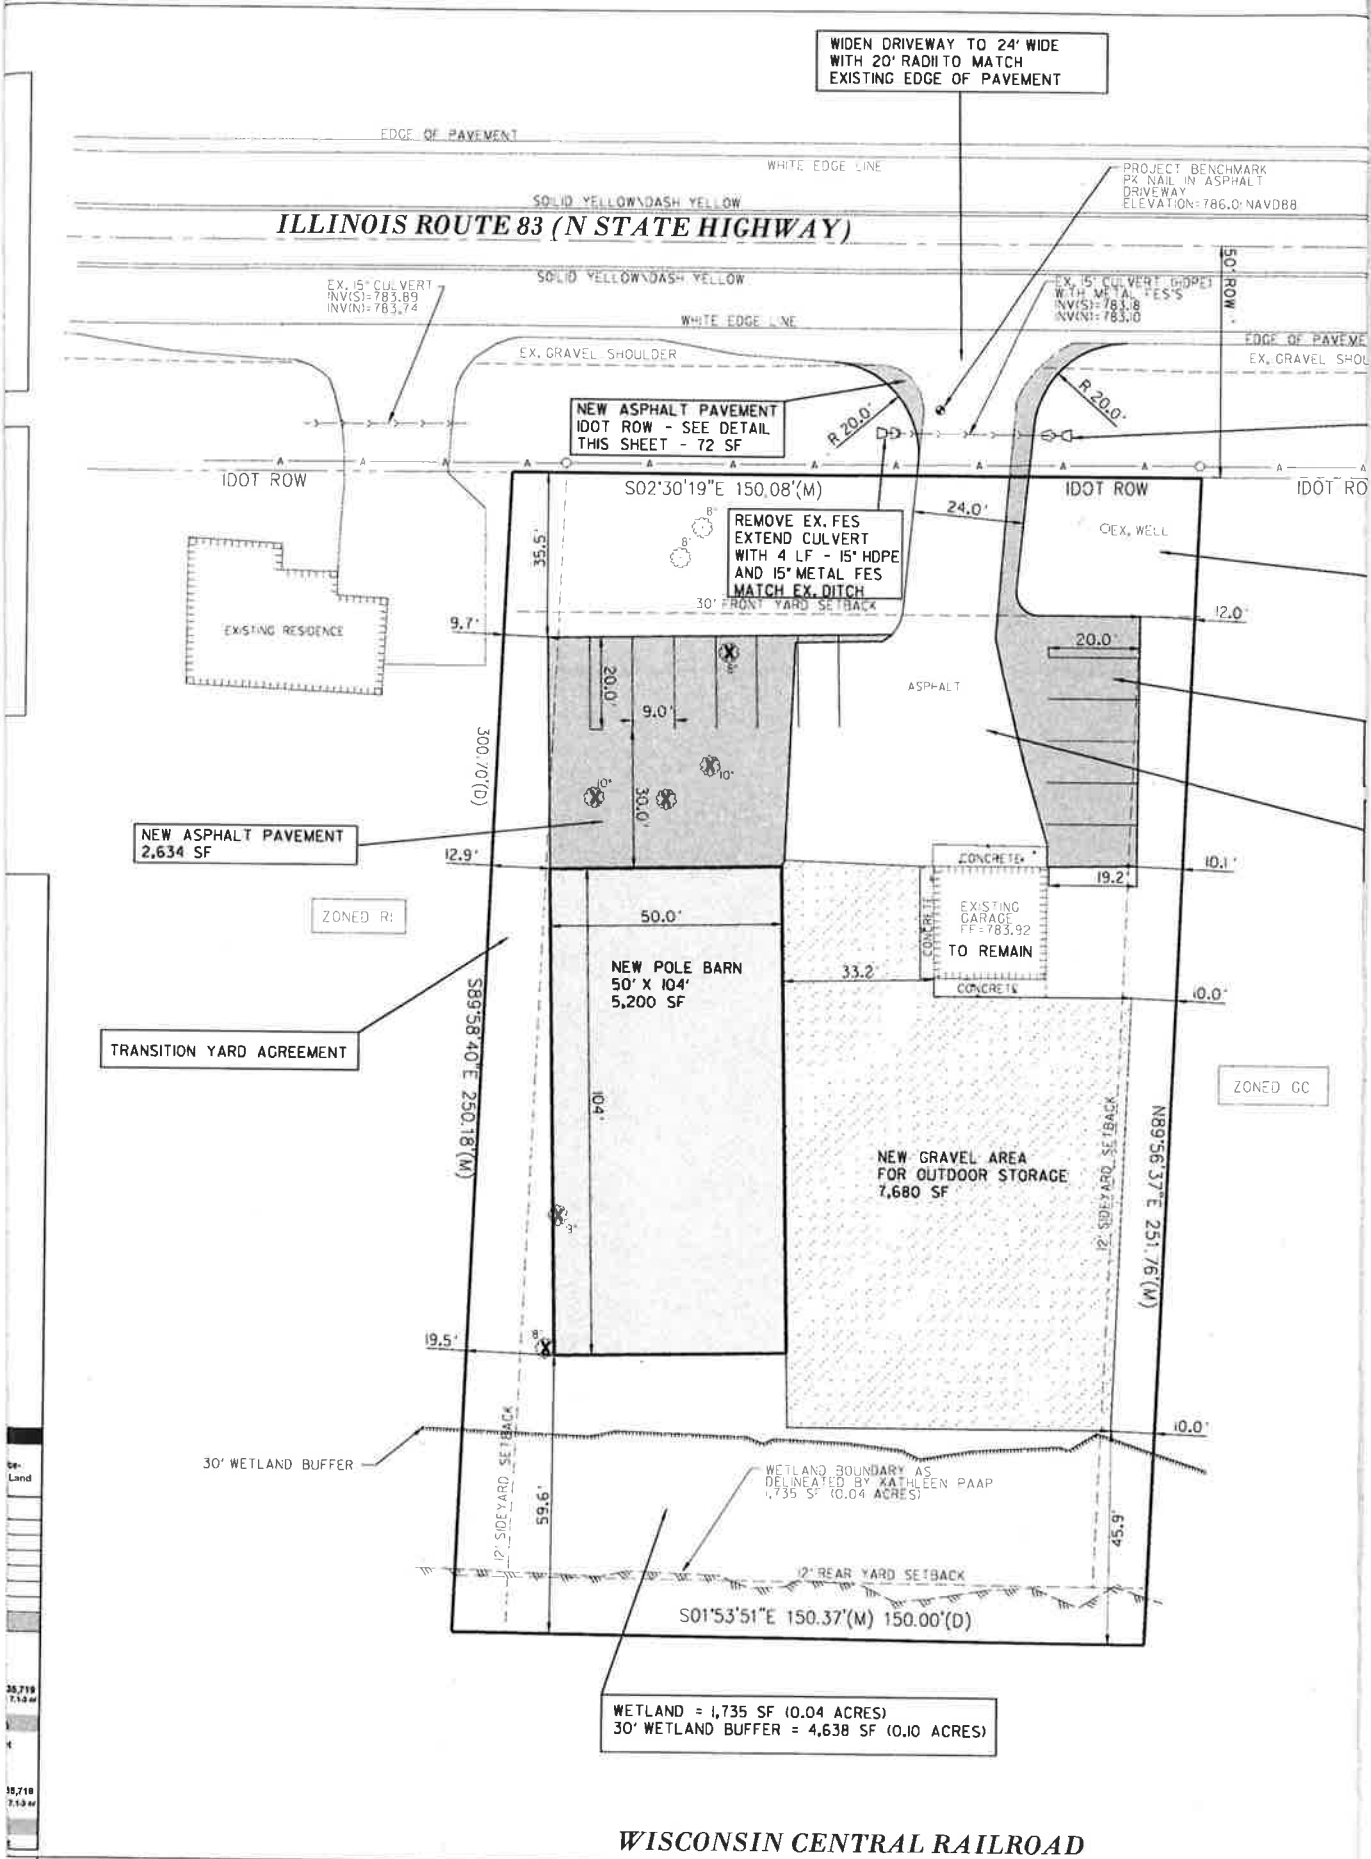 WIDEN DRIVEWAY TO 24' WIDE
WITH 20' RADII TO MATCH
EXISTING EDGE OF PAVEMENT
EDGE OF PAVEMENT
WHITE EDGE LINE
PROJECT BENCHMARK
PK NAIL IN ASPHALT
DRIVEWAY
ELEVATION=786.0; NAVD88
SOLID YELLOW\DASH YELLOW
ILLINOIS ROUTE 83 (N STATE HIGHWAY)
SOLID YELLOW\DASH YELLOW
50' ROW
EX. 15" CULVERT
INV(S)=783.89
INV(N)=783.74
EX. 15" CULVERT (HDPE)
WITH METAL FES'S
INV(S)=783.18
INV(N)=783.10
WHITE EDGE LINE
EDGE OF PAVEME
EX. GRAVEL SHOULDER
EX. GRAVEL SHOL
NEW ASPHALT PAVEMENT
IDOT ROW - SEE DETAIL
THIS SHEET - 72 SF
R 20.0'
R 20.0'
IDOT ROW
S02°30'19"E 150.08'(M)
IDOT ROW
IDOT RO
REMOVE EX. FES
EXTEND CULVERT
WITH 4 LF - 15" HDPE
AND 15" METAL FES
MATCH EX. DITCH
24.0'
EX. WELL
8"
8"
35.5'
30' FRONT YARD SETBACK
12.0'
9.7'
EXISTING RESIDENCE
20.0'
20.0'
9.0'
ASPHALT
300.70'(D)
10"
10"
30.0'
NEW ASPHALT PAVEMENT
2,634 SF
12.9'
CONCRETE
10.1'
19.2'
ZONED R1
50.0'
CONCRETE
EXISTING
GARAGE
FF=783.92
TO REMAIN
NEW POLE BARN
50' X 104'
5,200 SF
33.2'
CONCRETE
10.0'
S89°58'40"E 250.18'(M)
TRANSITION YARD AGREEMENT
ZONED GC
104'
12' SIDEYARD SETBACK
N89°56'37"E 251.76'(M)
NEW GRAVEL AREA
FOR OUTDOOR STORAGE
7,680 SF
19.5'
8"
10.0'
30' WETLAND BUFFER
12' SIDEYARD SETBACK
WETLAND BOUNDARY AS
DELINEATED BY KATHLEEN PAAP
1,735 SF (0.04 ACRES)
Land
59.6'
45.9'
12' REAR YARD SETBACK
S01°53'51"E 150.37'(M) 150.00'(D)
WETLAND = 1,735 SF (0.04 ACRES)
30' WETLAND BUFFER = 4,638 SF (0.10 ACRES)
WISCONSIN CENTRAL RAILROAD